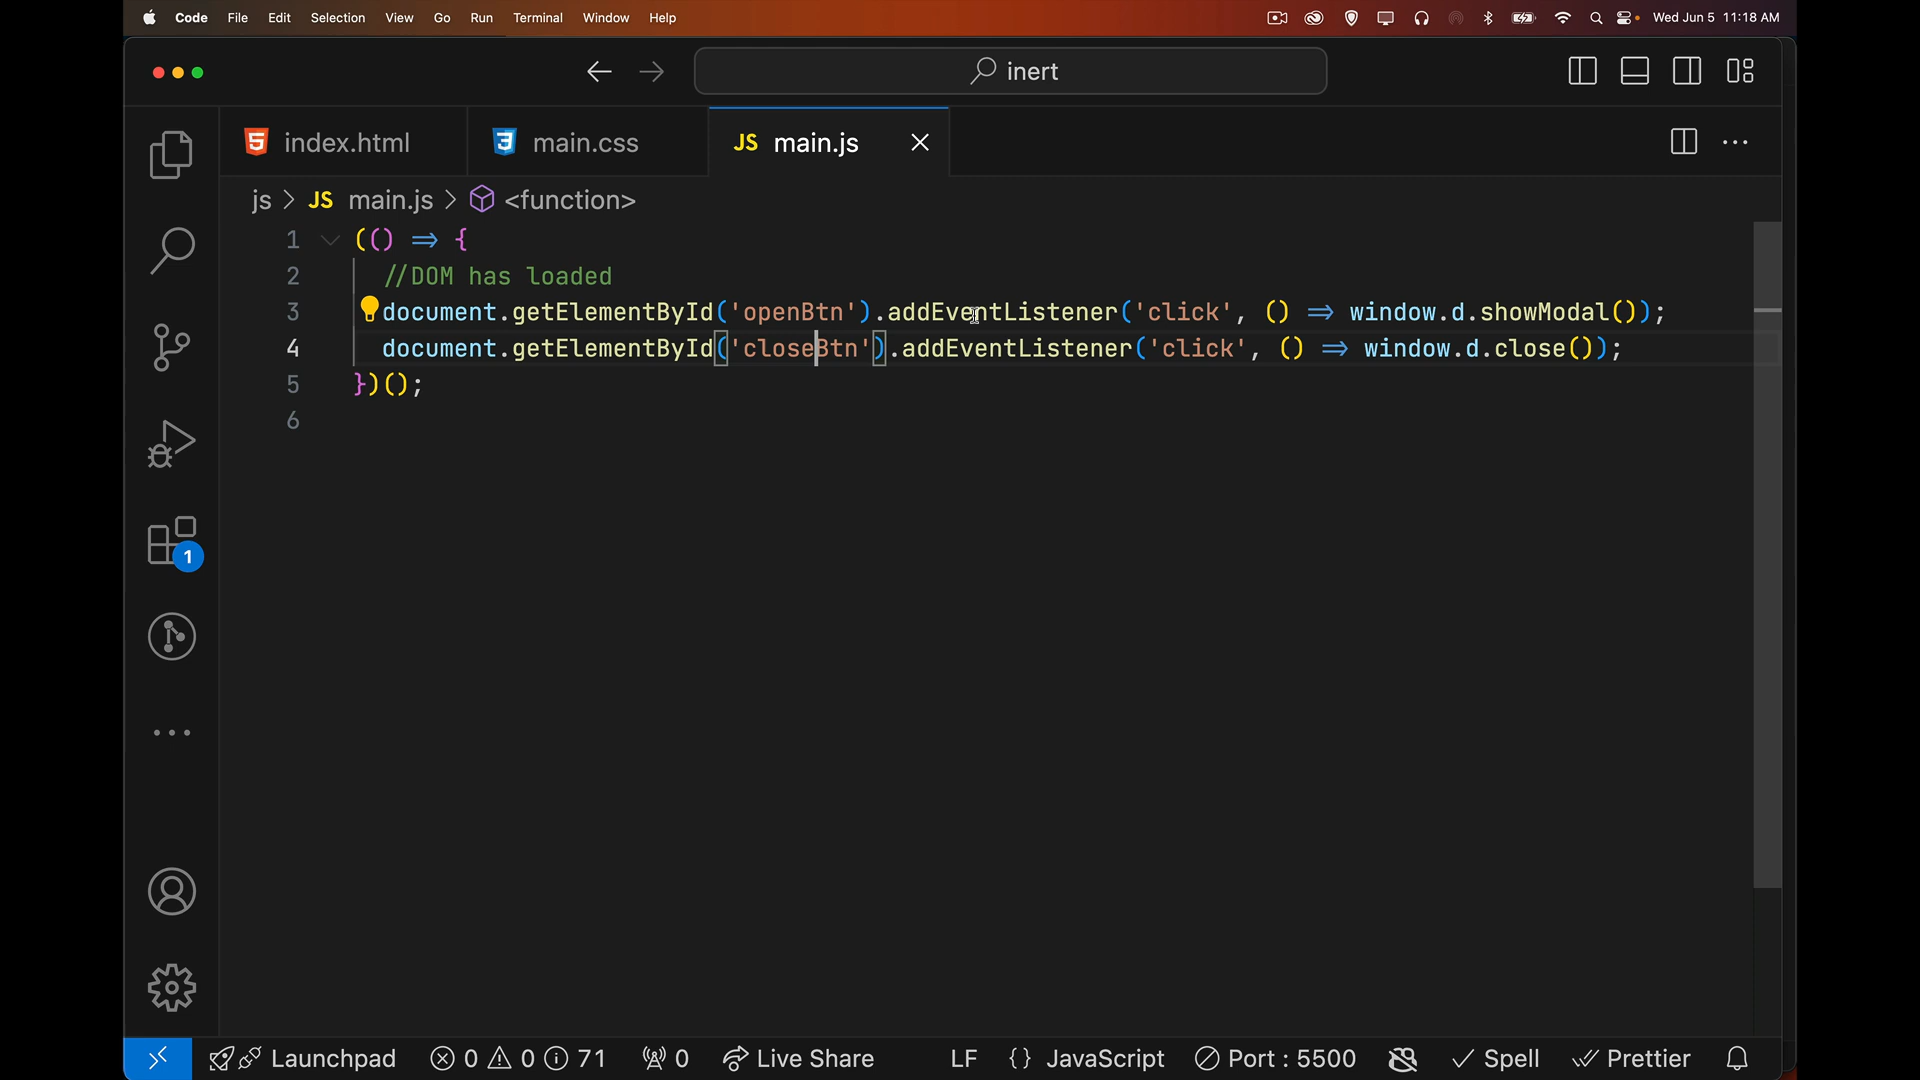 Code File Edit Selection View Go Run Terminal Window Help Wed Jun 5 11:18 AM
inert
index.html main.css JS main.js
js > JS main.js > <function>
1 (() => {
2 //DOM has loaded
3 document.getElementById('openBtn').addEventListener('click', () => window.d.showModal());
4 document.getElementById('closeBtn').addEventListener('click', () => window.d.close());
5 })();
6
1
Launchpad 0 0 71 0 Live Share LF {} JavaScript Port : 5500 Spell Prettier